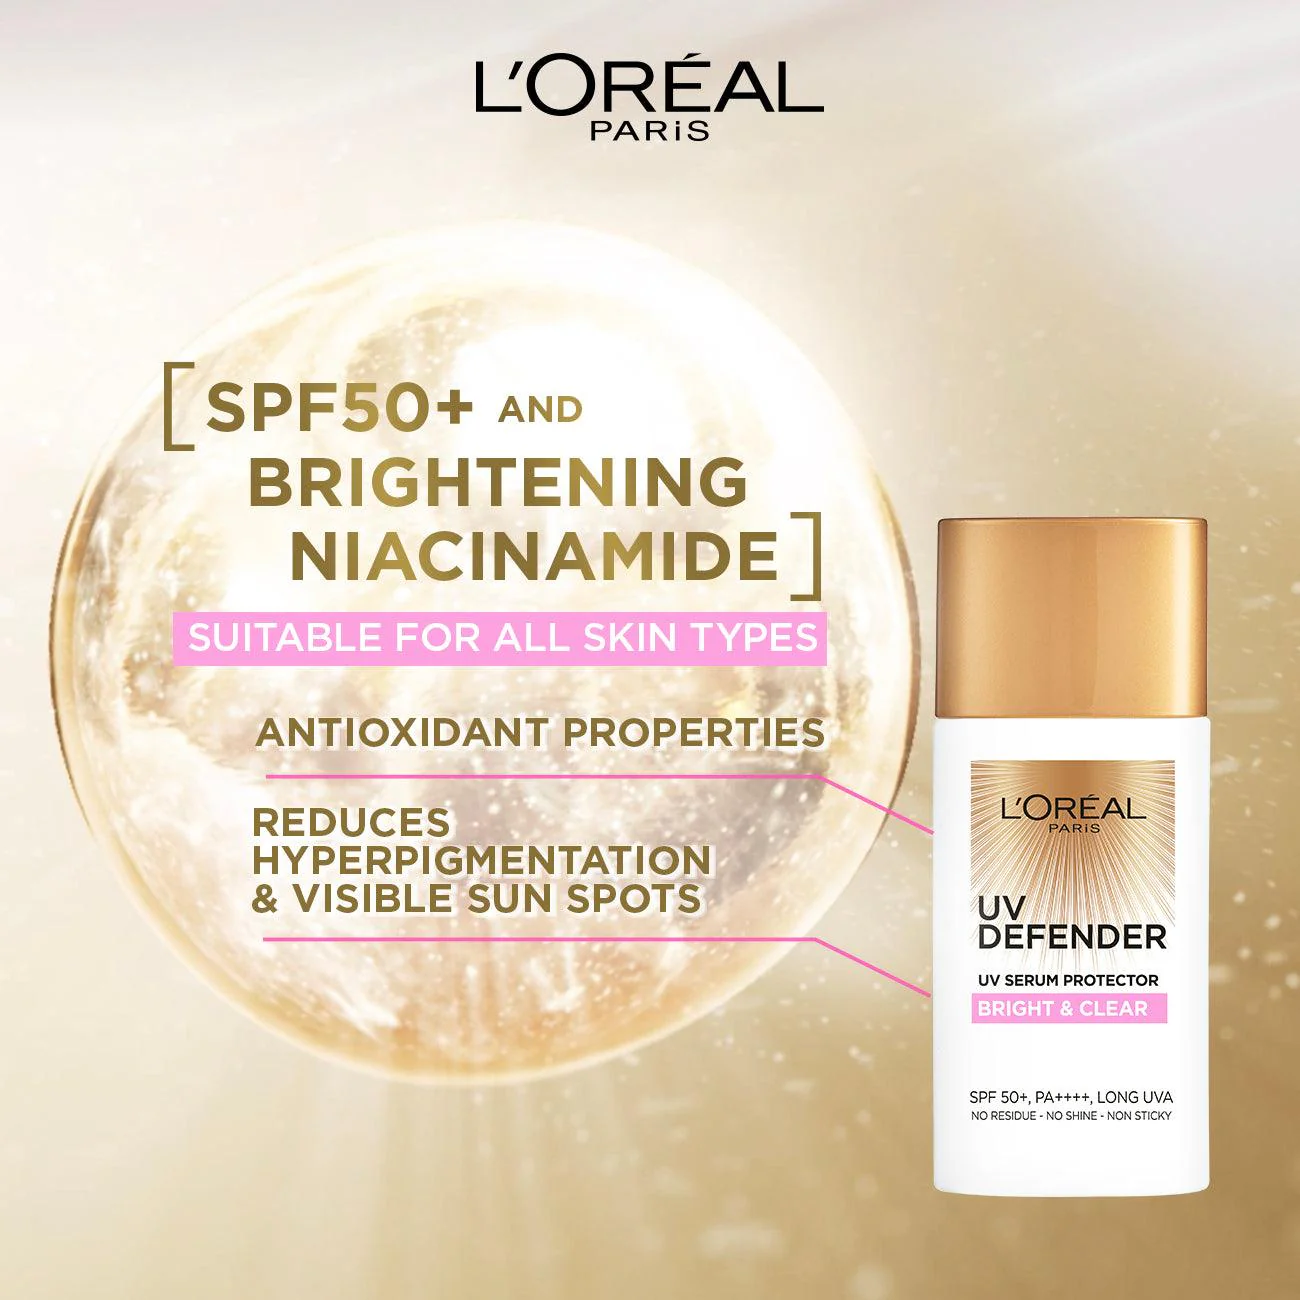 L'ORÉAL
PARIS
[SPF50+ AND
BRIGHTENING
NIACINAMIDE]
SUITABLE FOR ALL SKIN TYPES
ANTIOXIDANT PROPERTIES
REDUCES
HYPERPIGMENTATION
& VISIBLE SUN SPOTS
L'ORÉAL
PARIS
UV
DEFENDER
UV SERUM PROTECTOR
BRIGHT & CLEAR
SPF 50+, PA++++, LONG UVA
NO RESIDUE - NO SHINE - NON STICKY